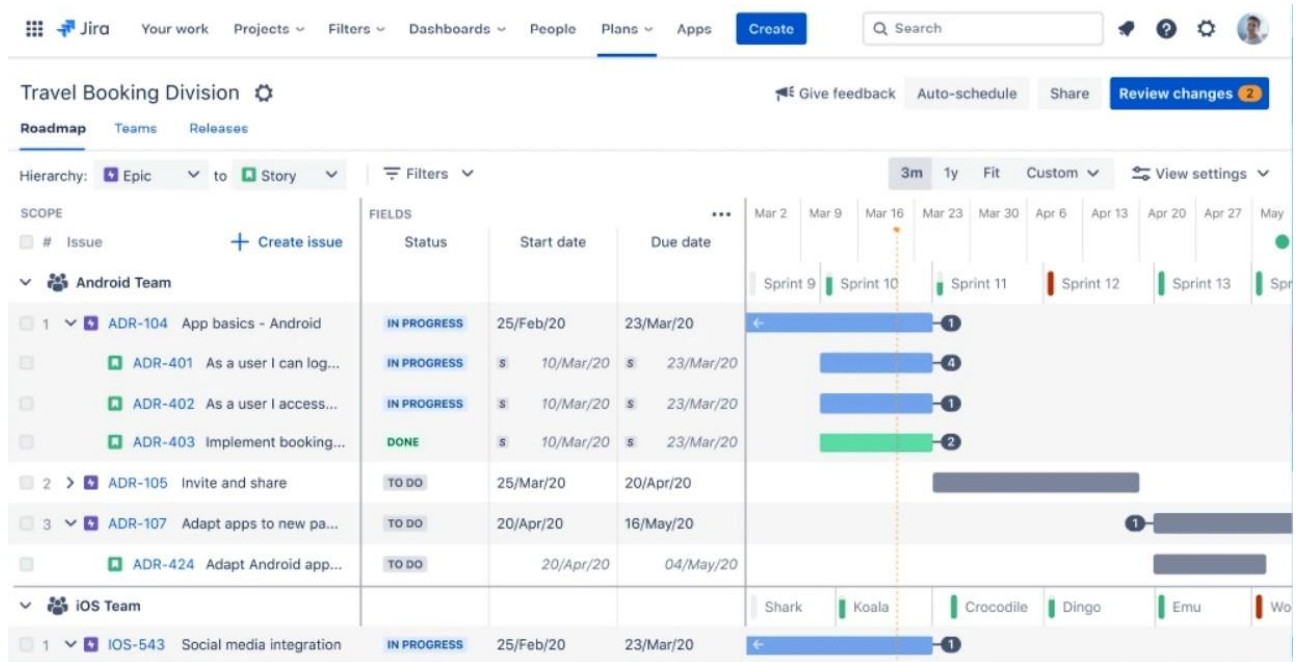 Jira Your work Projects Filters Dashboards People Plans Apps Create Search
Travel Booking Division Give feedback Auto-schedule Share Review changes 2
Roadmap Teams Releases
Hierarchy: Epic to Story Filters 3m 1y Fit Custom View settings
SCOPE FIELDS ••• Mar 2 Mar 9 Mar 16 Mar 23 Mar 30 Apr 6 Apr 13 Apr 20 Apr 27 May
# Issue + Create issue Status Start date Due date
Android Team Sprint 9 Sprint 10 Sprint 11 Sprint 12 Sprint 13 Spr
1 ADR-104 App basics - Android IN PROGRESS 25/Feb/20 23/Mar/20 1
ADR-401 As a user I can log... IN PROGRESS S 10/Mar/20 S 23/Mar/20 4
ADR-402 As a user I access... IN PROGRESS S 10/Mar/20 S 23/Mar/20 1
ADR-403 Implement booking... DONE S 10/Mar/20 S 23/Mar/20 2
2 ADR-105 Invite and share TO DO 25/Mar/20 20/Apr/20
3 ADR-107 Adapt apps to new pa... TO DO 20/Apr/20 16/May/20 1
ADR-424 Adapt Android app... TO DO 20/Apr/20 04/May/20
iOS Team Shark Koala Crocodile Dingo Emu Wo
1 IOS-543 Social media integration IN PROGRESS 25/Feb/20 23/Mar/20 1